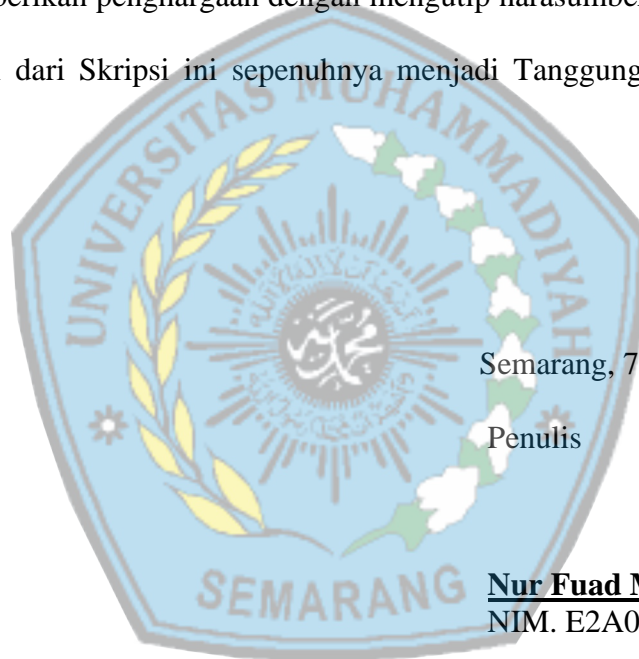 berikan penghargaan dengan mengutip narasumber
dari Skripsi ini sepenuhnya menjadi Tanggung
UNIVERSITAS MUHAMMADIYAH
Semarang, 7
Penulis
SEMARANG
Nur Fuad
NIM. E2A0